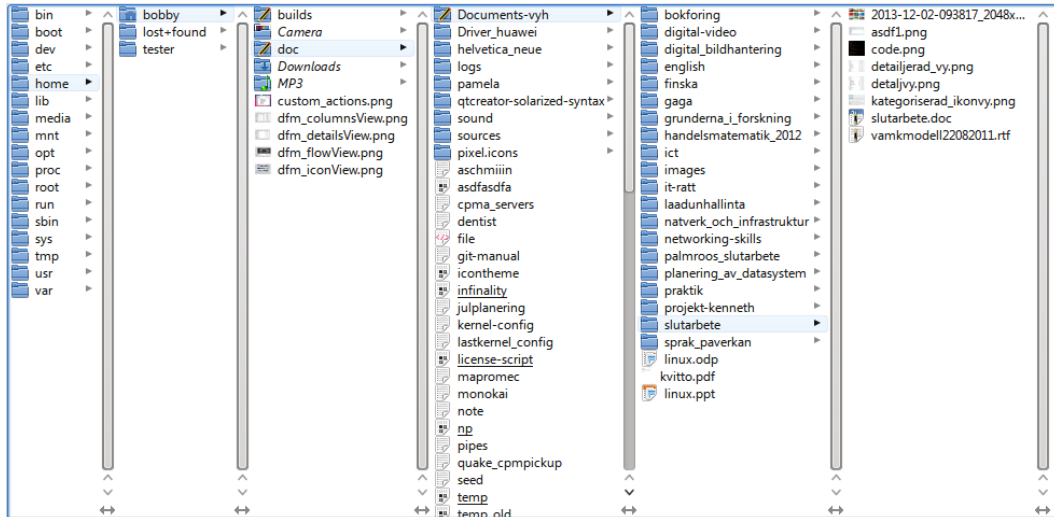 bin
boot
dev
etc
home
lib
media
mnt
opt
proc
root
run
sbin
sys
tmp
usr
var
bobby
lost+found
tester
builds
Camera
doc
Downloads
MP3
custom_actions.png
dfm_columnsView.png
dfm_detailsView.png
dfm_flowView.png
dfm_iconView.png
Documents-vyh
Driver_huawei
helvetica_neue
logs
pamela
qtcreator-solarized-syntax
sound
sources
pixel.icons
aschmiiin
asdfasdfa
cpma_servers
dentist
file
git-manual
icontheme
infinality
julplanering
kernel-config
lastkernel_config
license-script
mapromec
monokai
note
np
pipes
quake_cpmpickup
seed
temp
temp_old
bokforing
digital-video
digital_bildhantering
english
finska
gaga
grunderna_i_forskning
handelsmatematik_2012
ict
images
it-ratt
laadunhallinta
natverk_och_infrastruktur
networking-skills
palmroos_slutarbete
planering_av_datasystem
praktik
projekt-kenneth
slutarbete
sprak_paverkan
linux.odp
kvitto.pdf
linux.ppt
2013-12-02-093817_2048x...
asdf1.png
code.png
detailjerad_vy.png
detaljvy.png
kategoriserad_ikonvy.png
slutarbete.doc
vamkmodell22082011.rtf